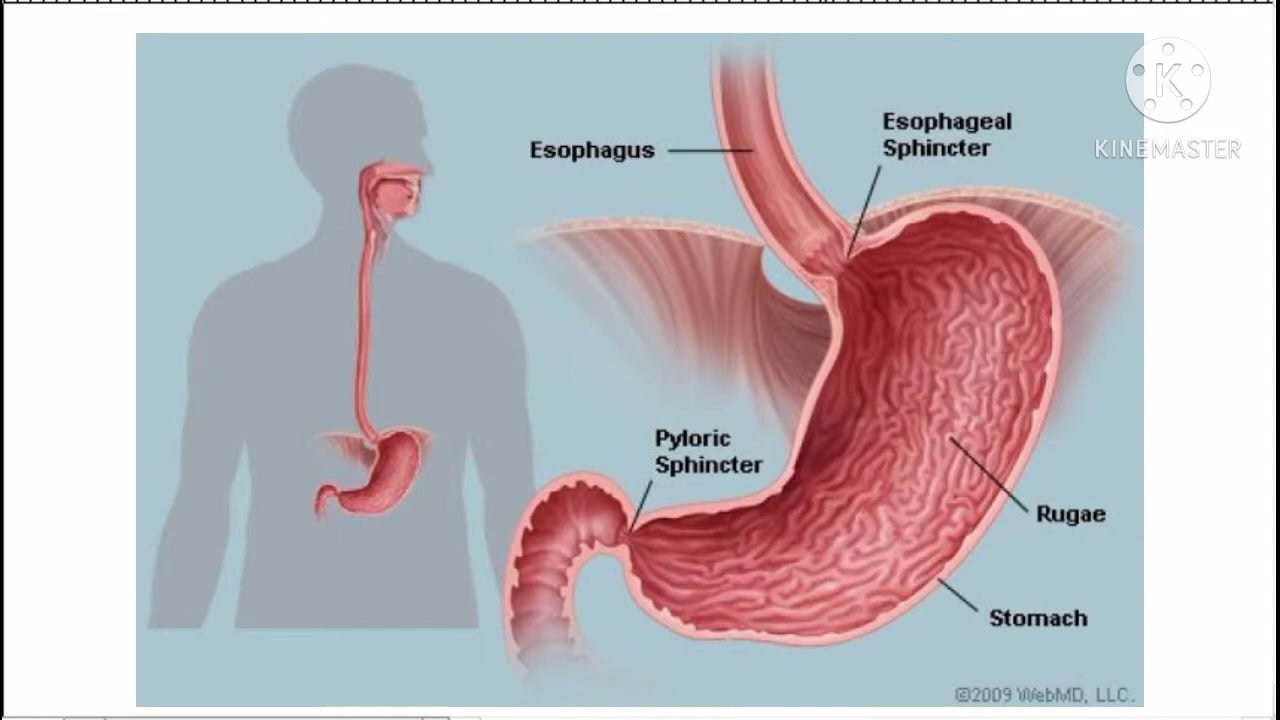 Esophagus
Esophageal
Sphincter
K
KINEMASTER
Pyloric
Sphincter
Rugae
Stomach
©2009 WebMD, LLC.